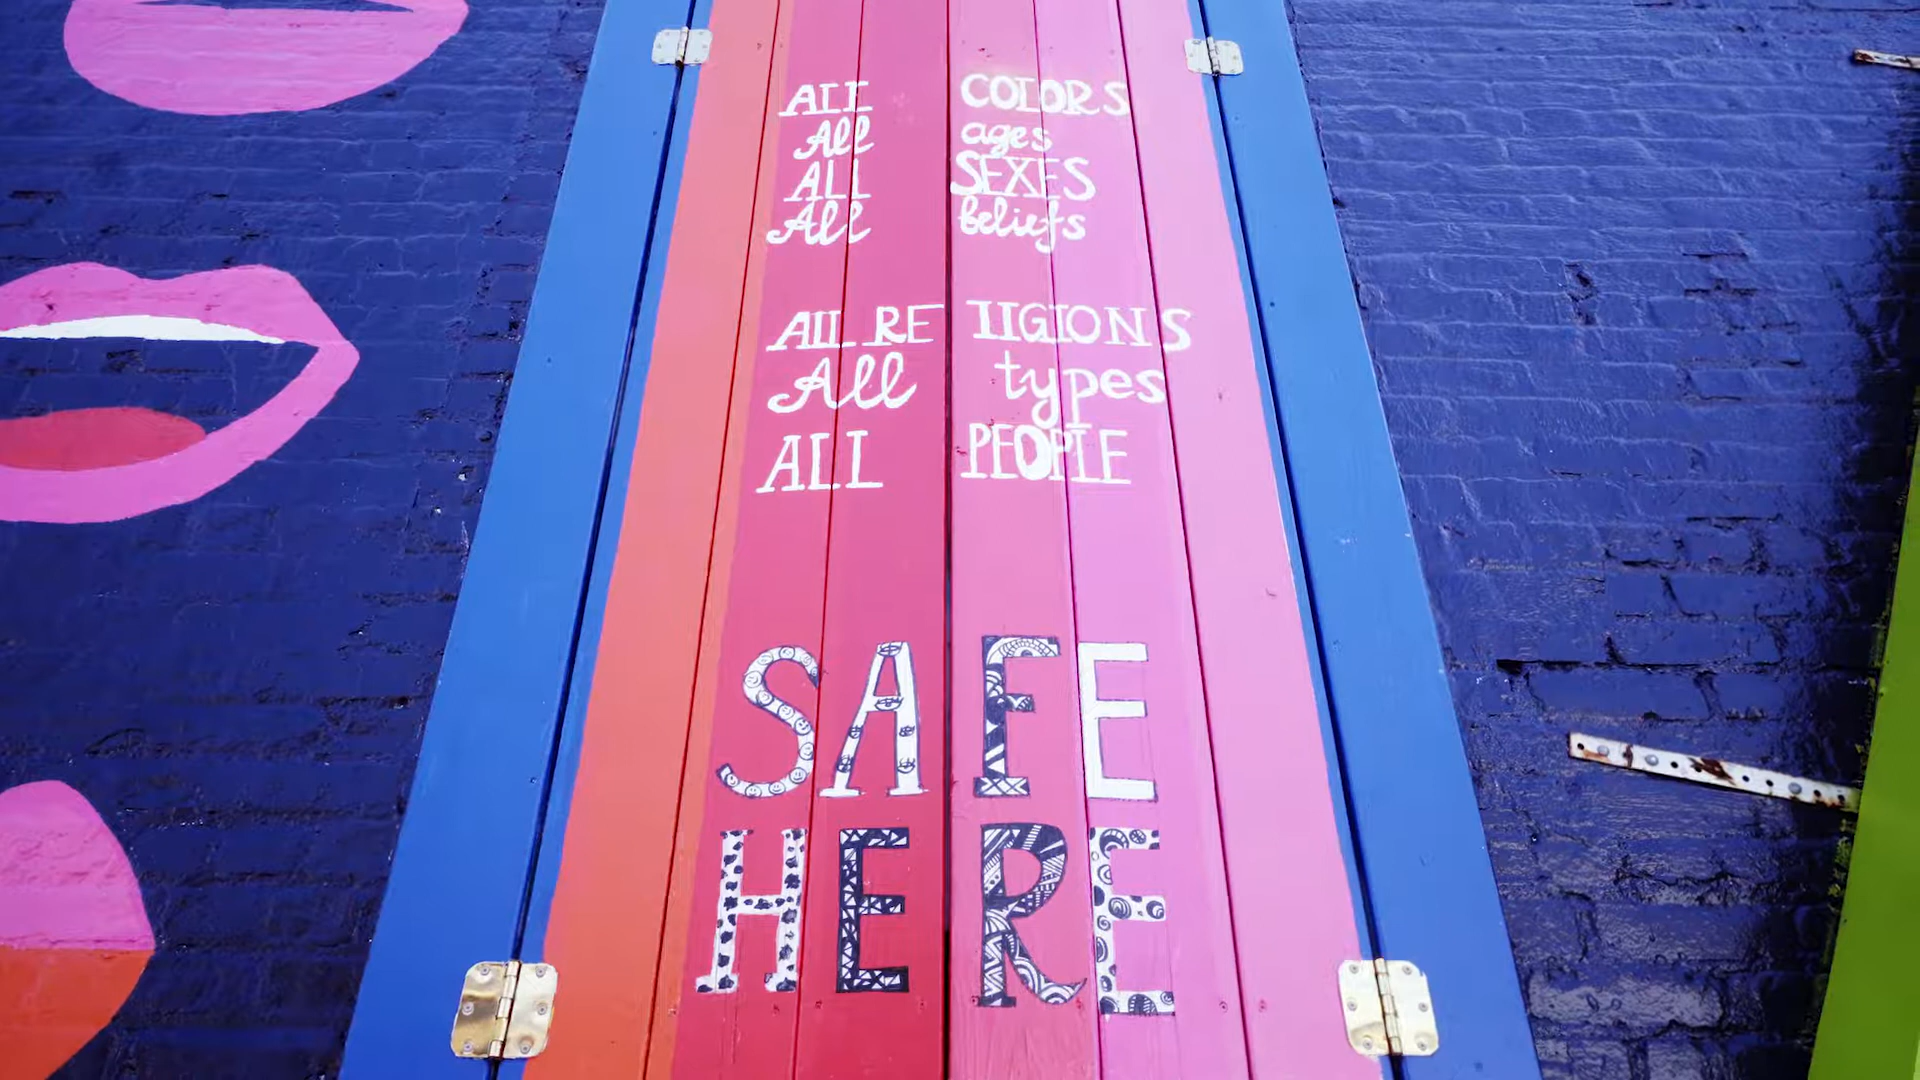 ALL COLORS
All ages
ALL SEXES
All beliefs
All RELIGIONS
All types
ALL PEOPLE
SAFE
HERE